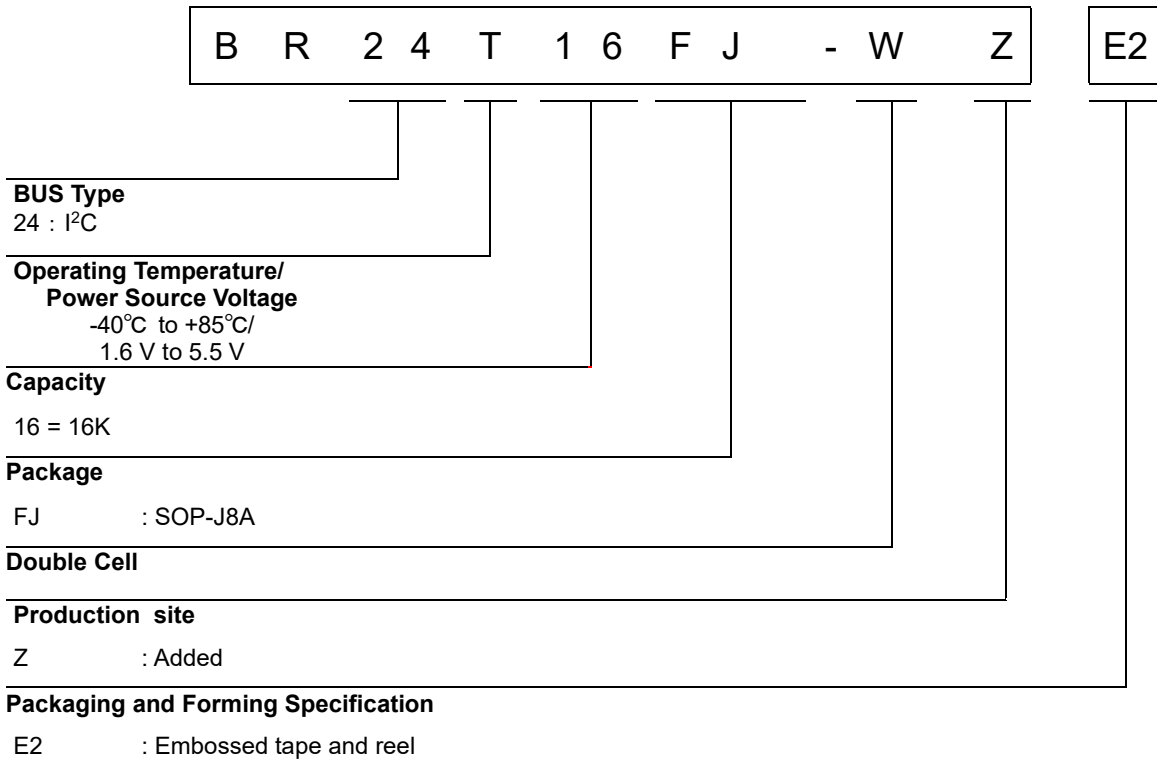 B R 2 4 T 1 6 F J - W Z E2
BUS Type
24 : I²C
Operating Temperature/
Power Source Voltage
-40℃ to +85℃/
1.6 V to 5.5 V
Capacity
16 = 16K
Package
FJ : SOP-J8A
Double Cell
Production site
Z : Added
Packaging and Forming Specification
E2 : Embossed tape and reel